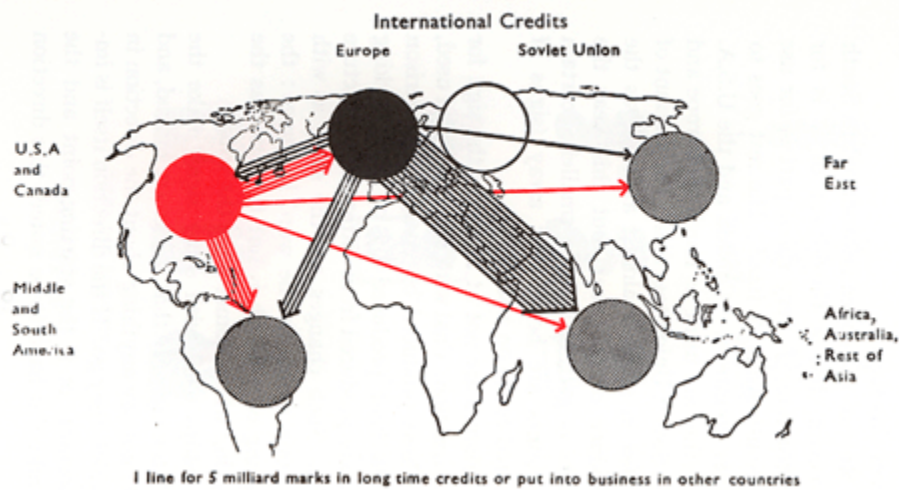 International Credits
Europe
Soviet Union
U.S.A
and
Canada
Far
East
Middle
and
South
America
Africa,
Australia,
Rest of
Asia
1 line for 5 milliard marks in long time credits or put into business in other countries